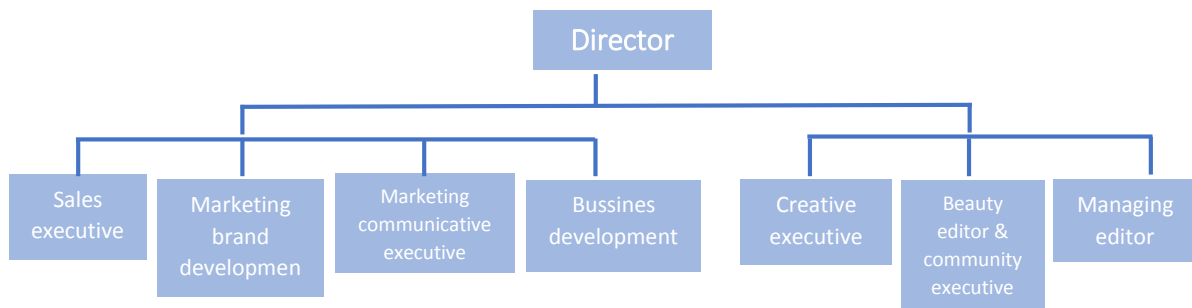 Director
Sales
executive
Marketing
brand
developmen
Marketing
communicative
executive
Bussines
development
Creative
executive
Beauty
editor &
community
executive
Managing
editor